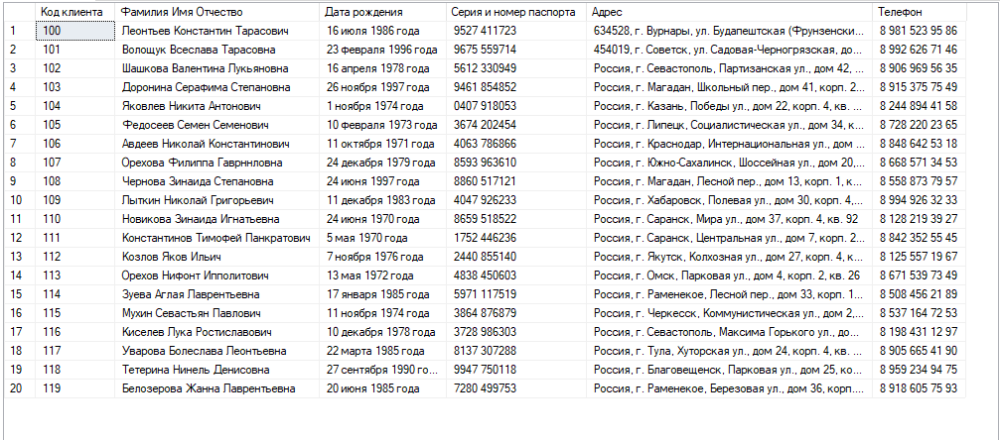 Код клиента Фамилия Имя Отчество Дата рождения Серия и номер паспорта Адрес Телефон
1 100 Леонтьев Константин Тарасович 16 июля 1986 года 9527 411723 634528, г. Вурнары, ул. Будапештская (Фрунзенски... 8 981 523 95 86
2 101 Волощук Всеслава Тарасовна 23 февраля 1996 года 9675 559714 454019, г. Советск, ул. Садовая-Черногрязская, до... 8 992 626 71 46
3 102 Шашкова Валентина Лукьяновна 16 апреля 1978 года 5612 330949 Россия, г. Севастополь, Партизанская ул., дом 42, ... 8 906 969 56 35
4 103 Доронина Серафима Степановна 26 ноября 1997 года 9461 854852 Россия, г. Магадан, Школьный пер., дом 41, корп. 2... 8 915 375 75 49
5 104 Яковлев Никита Антонович 1 ноября 1974 года 0407 918053 Россия, г. Казань, Победы ул., дом 22, корп. 4, кв. ... 8 244 894 41 58
6 105 Федосеев Семен Семенович 10 февраля 1973 года 3674 202454 Россия, г. Липецк, Социалистическая ул., дом 34, к... 8 728 220 23 65
7 106 Авдеев Николай Константинович 11 октября 1971 года 4063 786866 Россия, г. Краснодар, Интернациональная ул., дом ... 8 848 642 53 18
8 107 Орехова Филиппа Гаврннловна 24 декабря 1979 года 8593 963610 Россия, г. Южно-Сахалинск, Шоссейная ул., дом 20,... 8 668 571 34 53
9 108 Чернова Зинаида Степановна 24 июня 1997 года 8860 517121 Россия, г. Магадан, Лесной пер., дом 13, корп. 1, к... 8 558 873 79 57
10 109 Лыткин Николай Григорьевич 11 декабря 1983 года 4047 926233 Россия, г. Хабаровск, Полевая ул., дом 30, корп. 4,... 8 994 926 32 33
11 110 Новикова Зинаида Игнатьевна 24 июня 1970 года 8659 518522 Россия, г. Саранск, Мира ул., дом 37, корп. 4, кв. 92 8 128 219 39 27
12 111 Константинов Тимофей Панкратович 5 мая 1970 года 1752 446236 Россия, г. Саранск, Центральная ул., дом 7, корп. 2... 8 842 352 55 45
13 112 Козлов Яков Ильич 7 ноября 1976 года 2440 855140 Россия, г. Якутск, Колхозная ул., дом 27, корп. 4, к... 8 125 557 19 67
14 113 Орехов Нифонт Ипполитович 13 мая 1972 года 4838 450603 Россия, г. Омск, Парковая ул., дом 4, корп. 2, кв. 26 8 671 539 73 49
15 114 Зуева Аглая Лаврентьевна 17 января 1985 года 5971 117519 Россия, г. Раменекое, Лесной пер., дом 33, корп. 1... 8 508 456 21 89
16 115 Мухин Севастьян Павлович 11 ноября 1974 года 3864 876879 Россия, г. Черкесск, Коммунистическая ул., дом 2,... 8 537 164 72 53
17 116 Киселев Лука Ростиславович 10 декабря 1978 года 3728 986303 Россия, г. Севастополь, Максима Горького ул., до... 8 198 431 12 97
18 117 Уварова Болеслава Леонтьевна 22 марта 1985 года 8137 307288 Россия, г. Тула, Хуторская ул., дом 24, корп. 4, кв. ... 8 905 665 41 90
19 118 Тетерина Нинель Денисовна 27 сентября 1990 го... 9947 750118 Россия, г. Благовещенск, Парковая ул., дом 25, ко... 8 959 234 94 75
20 119 Белозерова Жанна Лаврентьевна 20 июня 1985 года 7280 499753 Россия, г. Раменекое, Березовая ул., дом 36, корп.... 8 918 605 75 93